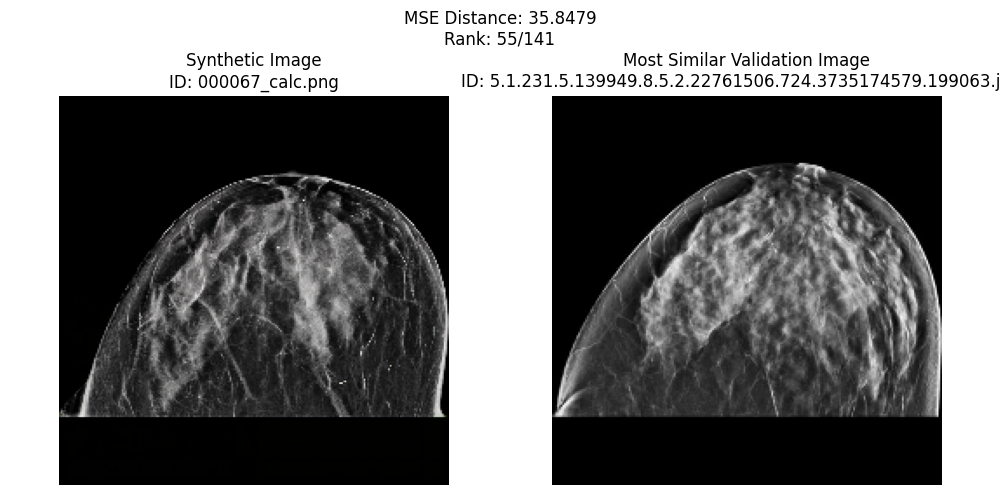 MSE Distance: 35.8479
Rank: 55/141
Synthetic Image
ID: 000067_calc.png
Most Similar Validation Image
ID: 5.1.231.5.139949.8.5.2.22761506.724.3735174579.199063.j